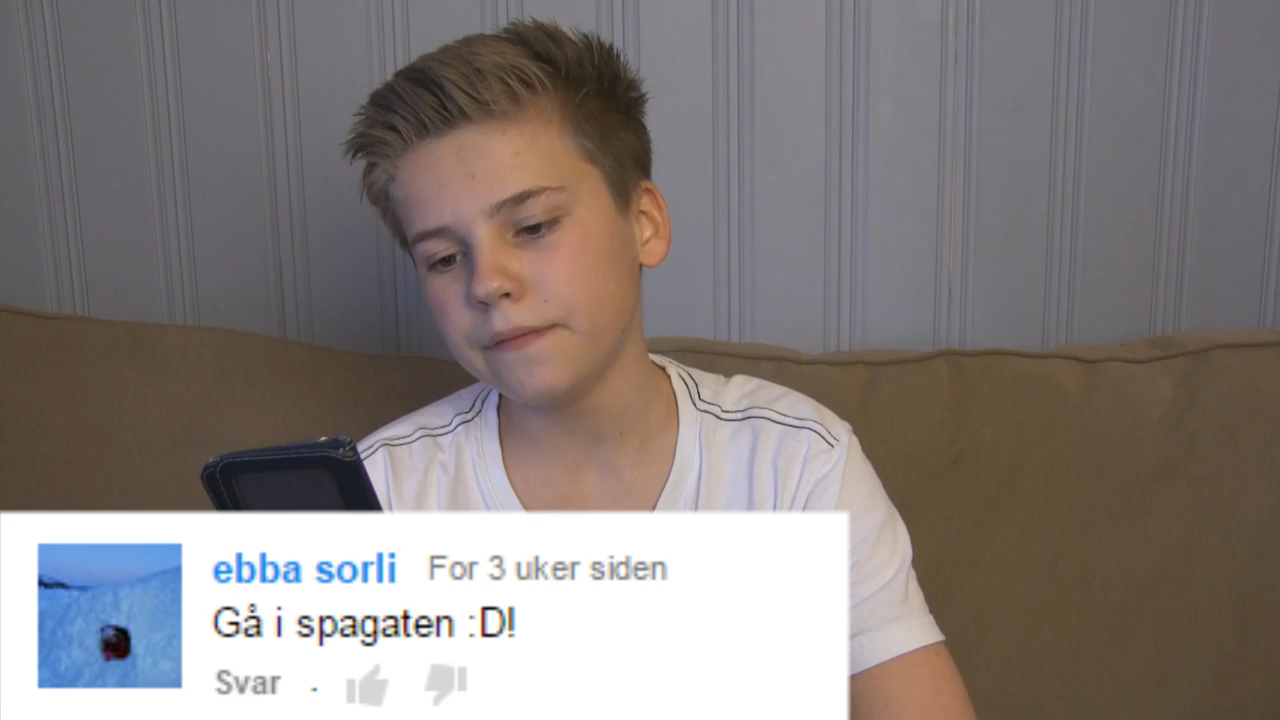 ebba sorli For 3 uker siden
Gå i spagaten :D!
Svar .